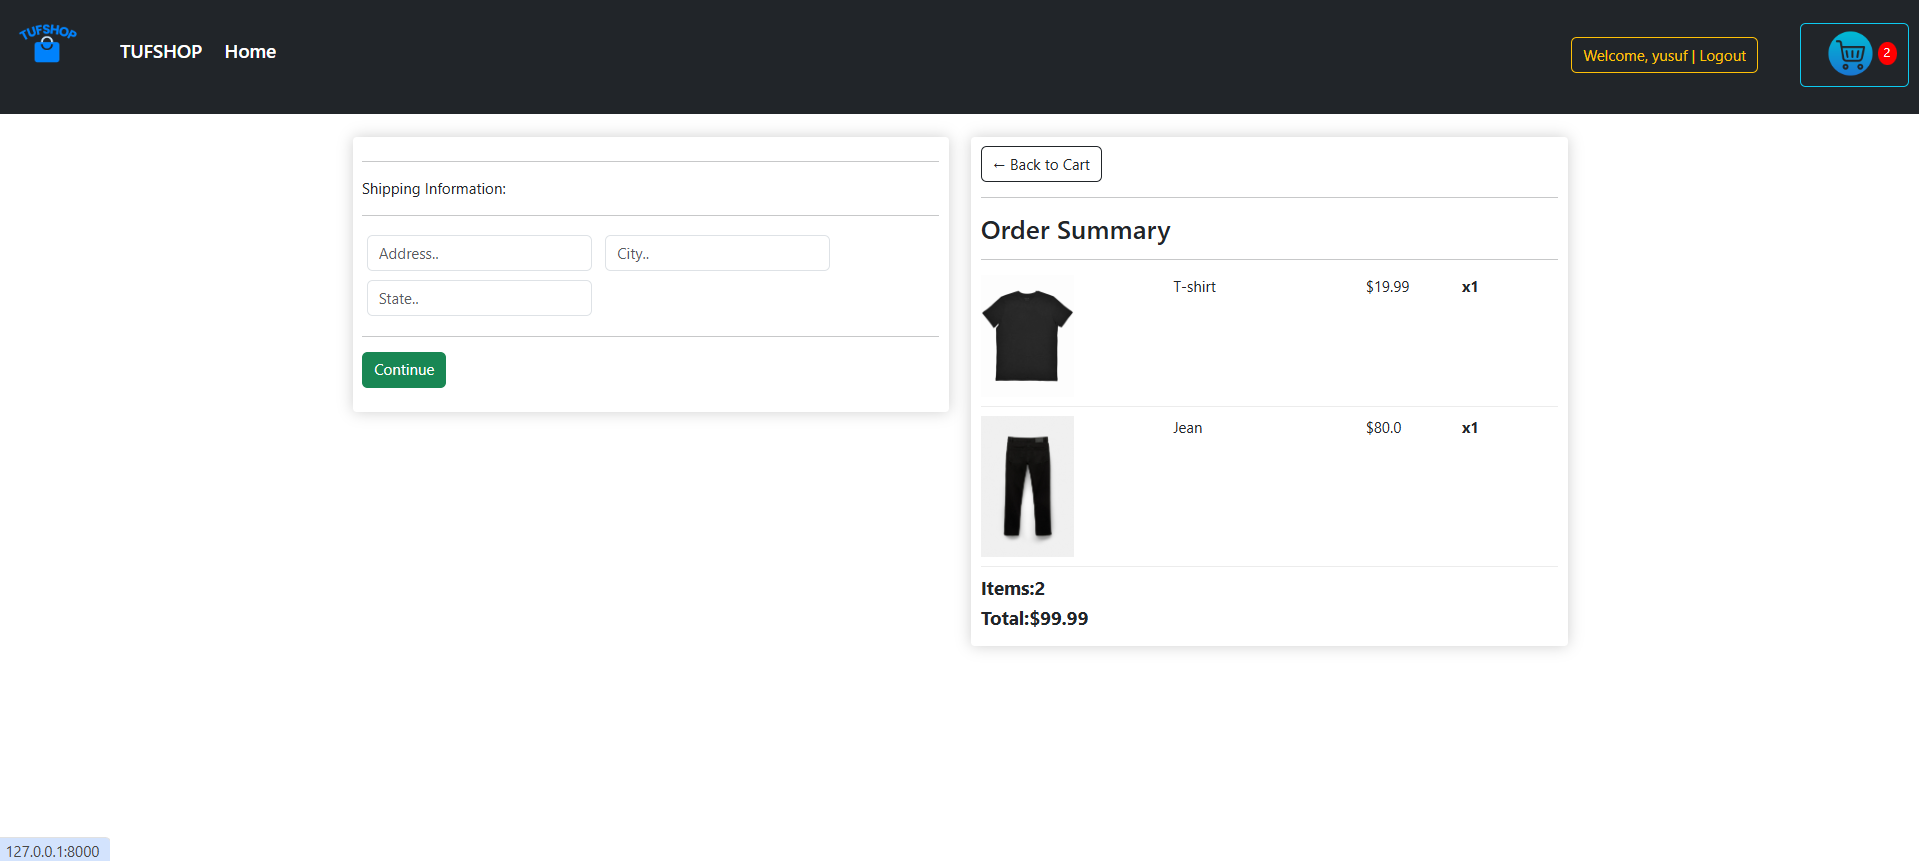 TUFSHOP
TUFSHOP Home
Welcome, yusuf | Logout
2
Shipping Information:
Address..
City..
State..
Continue
← Back to Cart
Order Summary
T-shirt $19.99 x1
Jean $80.0 x1
Items:2
Total:$99.99
127.0.0.1:8000